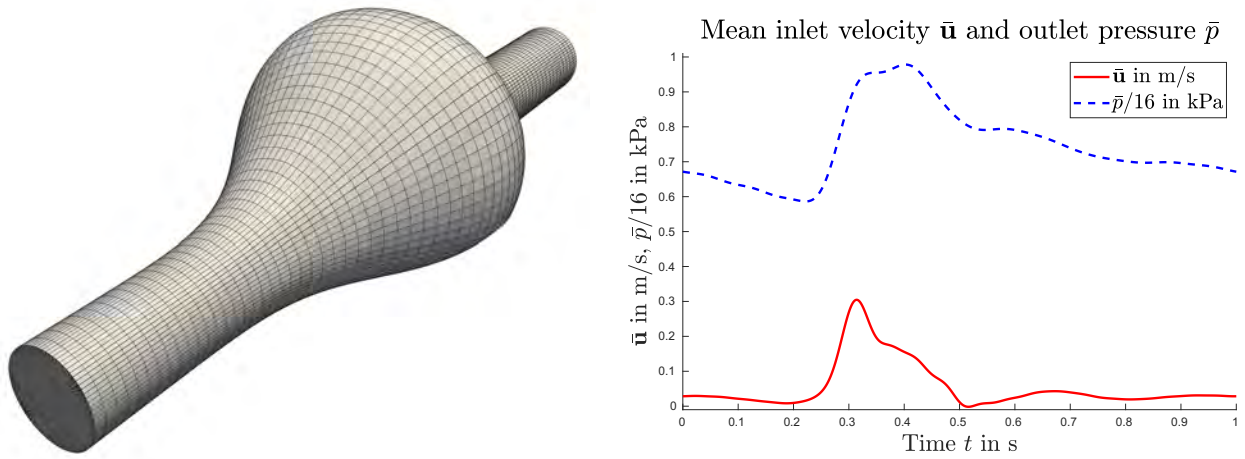 Mean inlet velocity ū and outlet pressure p̄
ū in m/s
p̄/16 in kPa
ū in m/s, p̄/16 in kPa
1
0.9
0.8
0.7
0.6
0.5
0.4
0.3
0.2
0.1
0
0 0.1 0.2 0.3 0.4 0.5 0.6 0.7 0.8 0.9 1
Time t in s